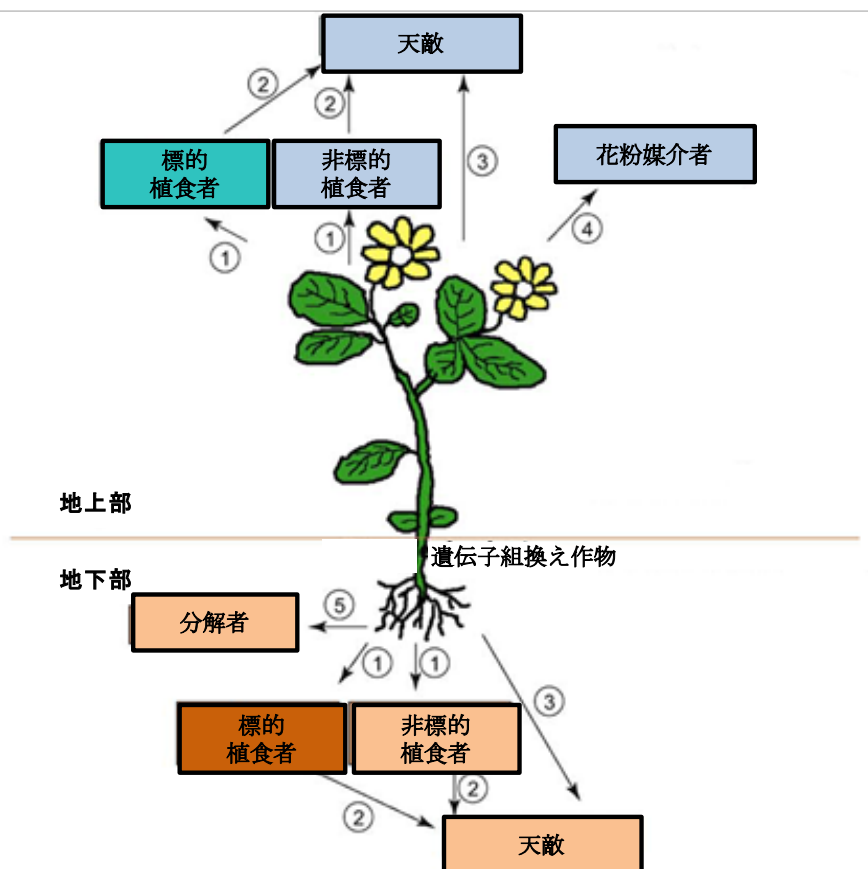 天敵
②
②
標的
植食者
非標的
植食者
③
花粉媒介者
①
①
④
地上部
遺伝子組換え作物
地下部
分解者
⑤
①
①
③
標的
植食者
非標的
植食者
②
②
天敵